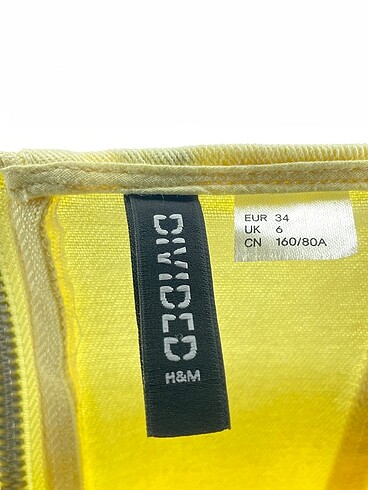 DIVIDED
H&M
EUR 34
UK 6
CN 160/80A